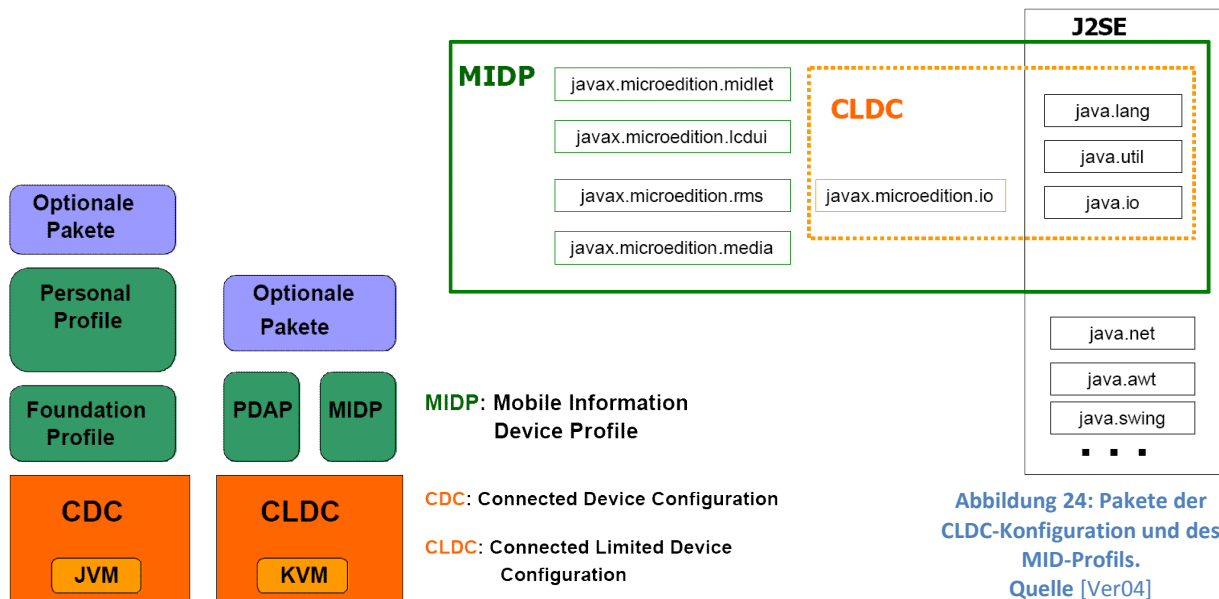 J2SE
MIDP
javax.microedition.midlet
javax.microedition.lcdui
javax.microedition.rms
javax.microedition.media
CLDC
javax.microedition.io
java.lang
java.util
java.io
java.net
java.awt
java.swing
. . .
Optionale
Pakete
Personal
Profile
Foundation
Profile
CDC
JVM
Optionale
Pakete
PDAP
MIDP
CLDC
KVM
MIDP: Mobile Information
Device Profile
CDC: Connected Device Configuration
CLDC: Connected Limited Device
Configuration
Abbildung 24: Pakete der
CLDC-Konfiguration und des
MID-Profils.
Quelle [Ver04]